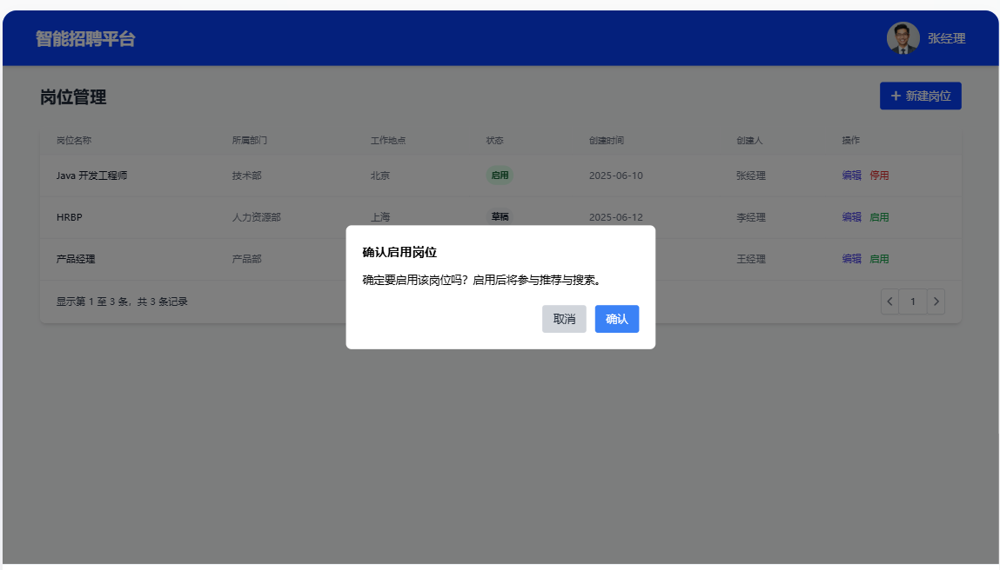 智能招聘平台
张经理
岗位管理
+ 新建岗位
岗位名称 所属部门 工作地点 状态 创建时间 创建人 操作
Java 开发工程师 技术部 北京 启用 2025-06-10 张经理 编辑 停用
HRBP 人力资源部 上海 草稿 2025-06-12 李经理 编辑 启用
产品经理 产品部 王经理 编辑 启用
确认启用岗位
确定要启用该岗位吗？启用后将参与推荐与搜索。
取消 确认
显示第 1 至 3 条，共 3 条记录
< 1 >